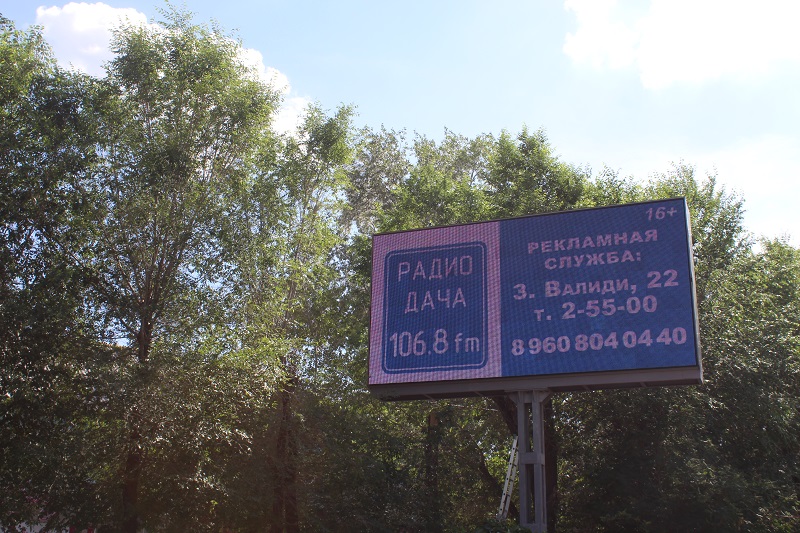 РАДИО
ДАЧА
106.8 fm
16+
РЕКЛАМНАЯ
СЛУЖБА:
З. ВАЛИДИ, 22
т. 2-55-00
8 960 804 04 40